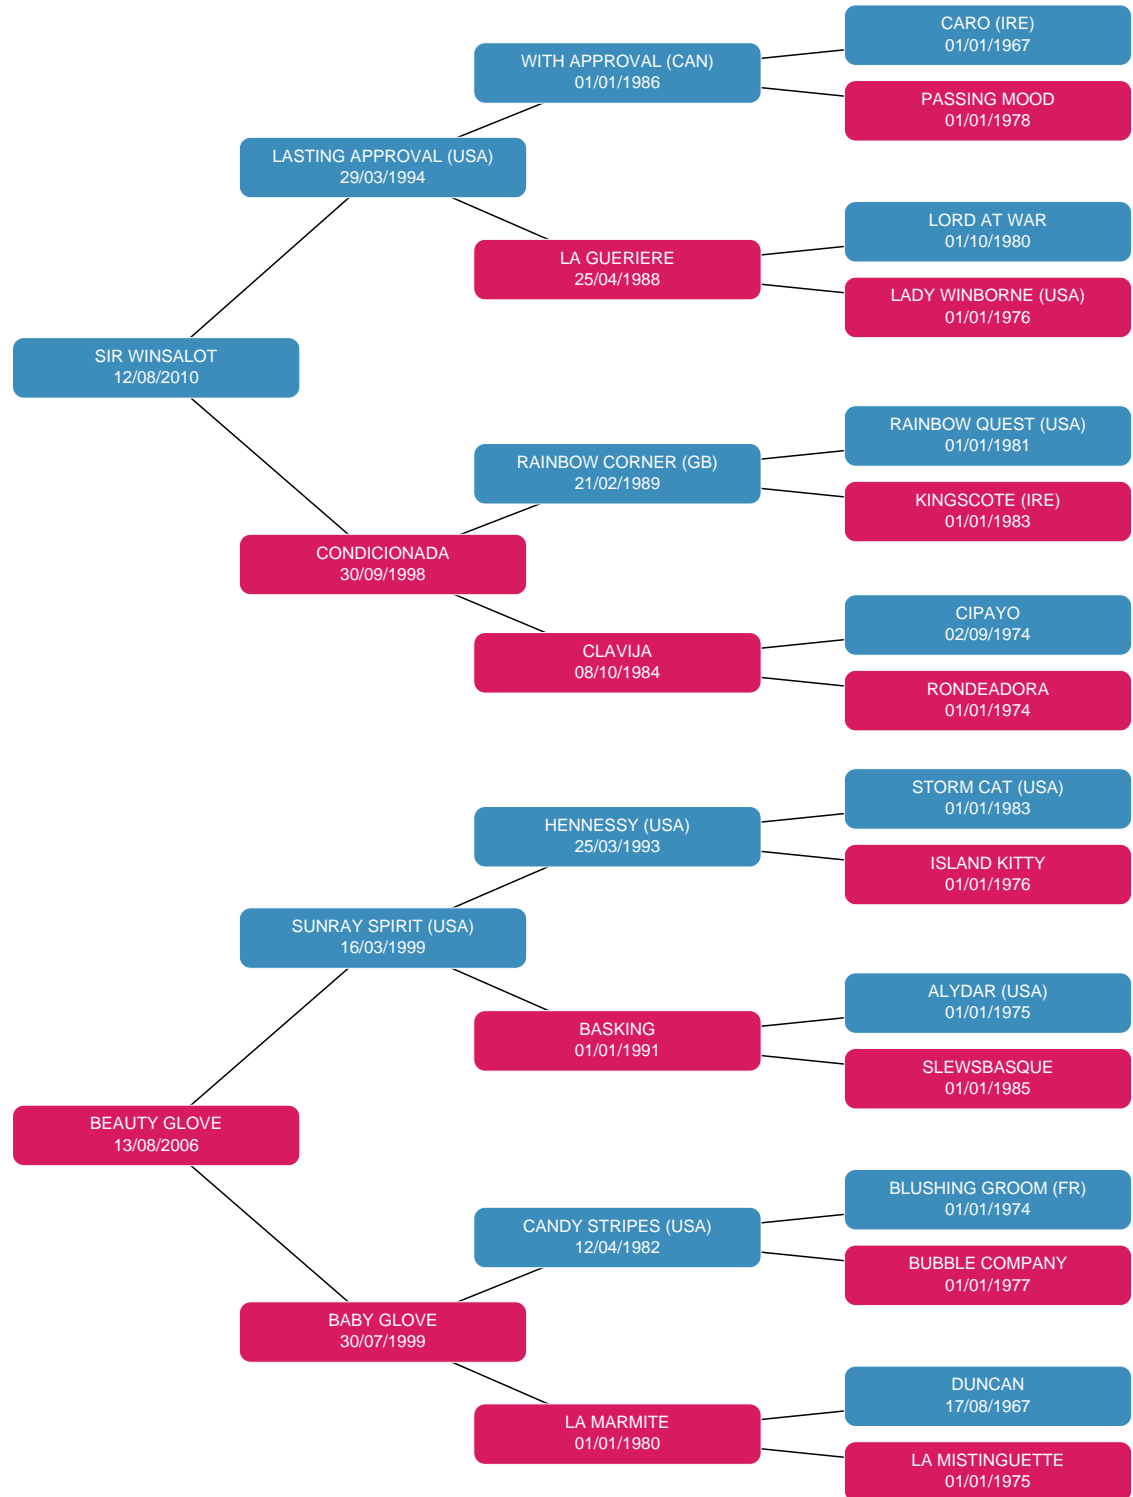 CARO (IRE)
01/01/1967
WITH APPROVAL (CAN)
01/01/1986
PASSING MOOD
01/01/1978
LASTING APPROVAL (USA)
29/03/1994
LORD AT WAR
01/10/1980
LA GUERIERE
25/04/1988
LADY WINBORNE (USA)
01/01/1976
SIR WINSALOT
12/08/2010
RAINBOW QUEST (USA)
01/01/1981
RAINBOW CORNER (GB)
21/02/1989
KINGSCOTE (IRE)
01/01/1983
CONDICIONADA
30/09/1998
CIPAYO
02/09/1974
CLAVIJA
08/10/1984
RONDEADORA
01/01/1974
STORM CAT (USA)
01/01/1983
HENNESSY (USA)
25/03/1993
ISLAND KITTY
01/01/1976
SUNRAY SPIRIT (USA)
16/03/1999
ALYDAR (USA)
01/01/1975
BASKING
01/01/1991
SLEWSBASQUE
01/01/1985
BEAUTY GLOVE
13/08/2006
BLUSHING GROOM (FR)
01/01/1974
CANDY STRIPES (USA)
12/04/1982
BUBBLE COMPANY
01/01/1977
BABY GLOVE
30/07/1999
DUNCAN
17/08/1967
LA MARMITE
01/01/1980
LA MISTINGUETTE
01/01/1975